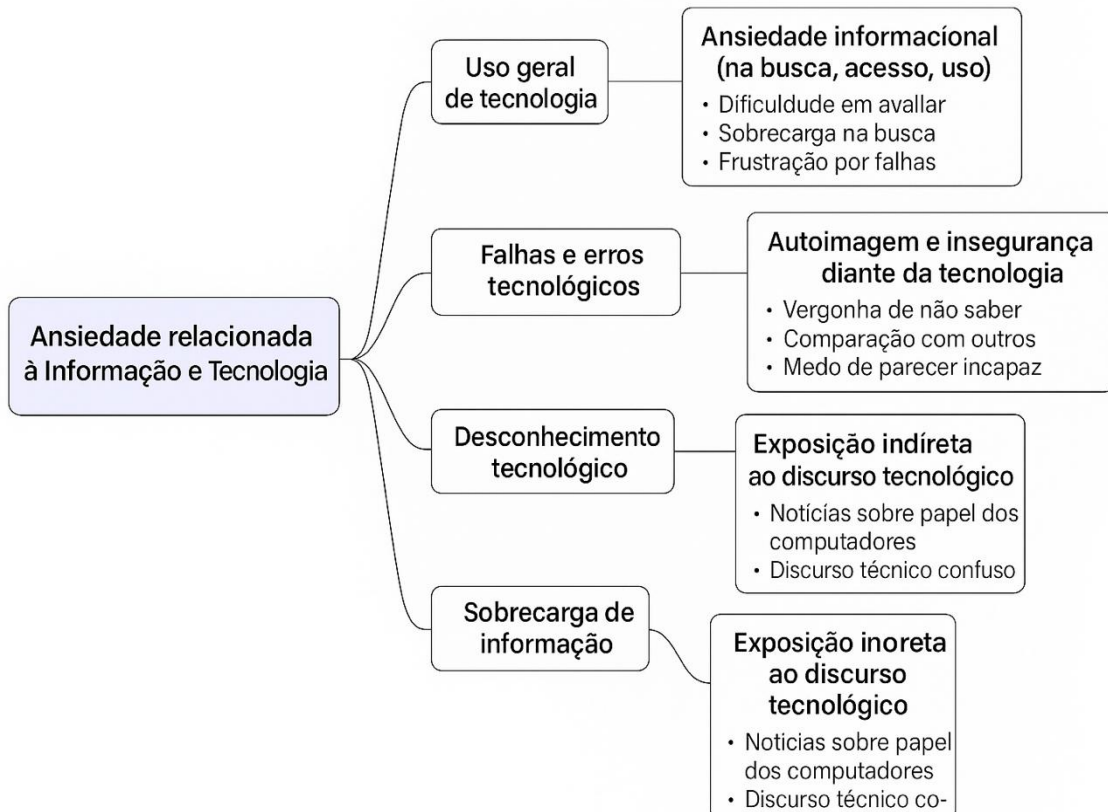 Ansiedade relacionada
à Informação e Tecnologia
Uso geral
de tecnologia
Ansiedade informacíonal
(na busca, acesso, uso)
• Dificuldude em avallar
• Sobrecarga na busca
• Frustração por falhas
Falhas e erros
tecnológicos
Autoimagem e insegurança
diante da tecnologia
• Vergonha de não saber
• Comparação com outros
• Medo de parecer incapaz
Desconhecimento
tecnológico
Exposição indíreta
ao discurso tecnológico
• Notícías sobre papel dos
computadores
• Discurso técnico confuso
Sobrecarga de
informação
Exposição inoreta
ao discurso
tecnológico
• Noticias sobre papel
dos computadores
• Discurso técnico co-